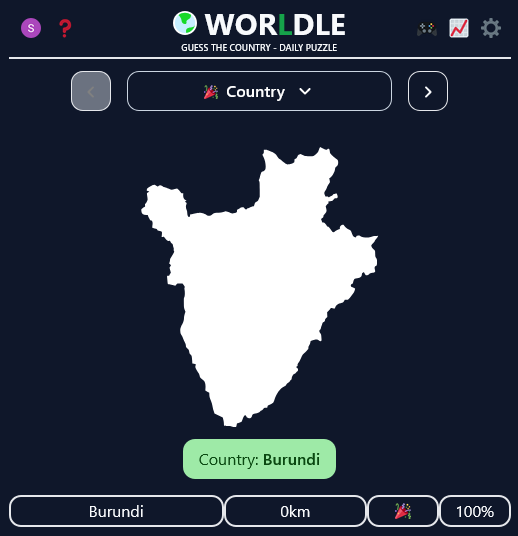 S ❓ WORLDLE
GUESS THE COUNTRY - DAILY PUZZLE
Country
Country: Burundi
Burundi 0km 100%